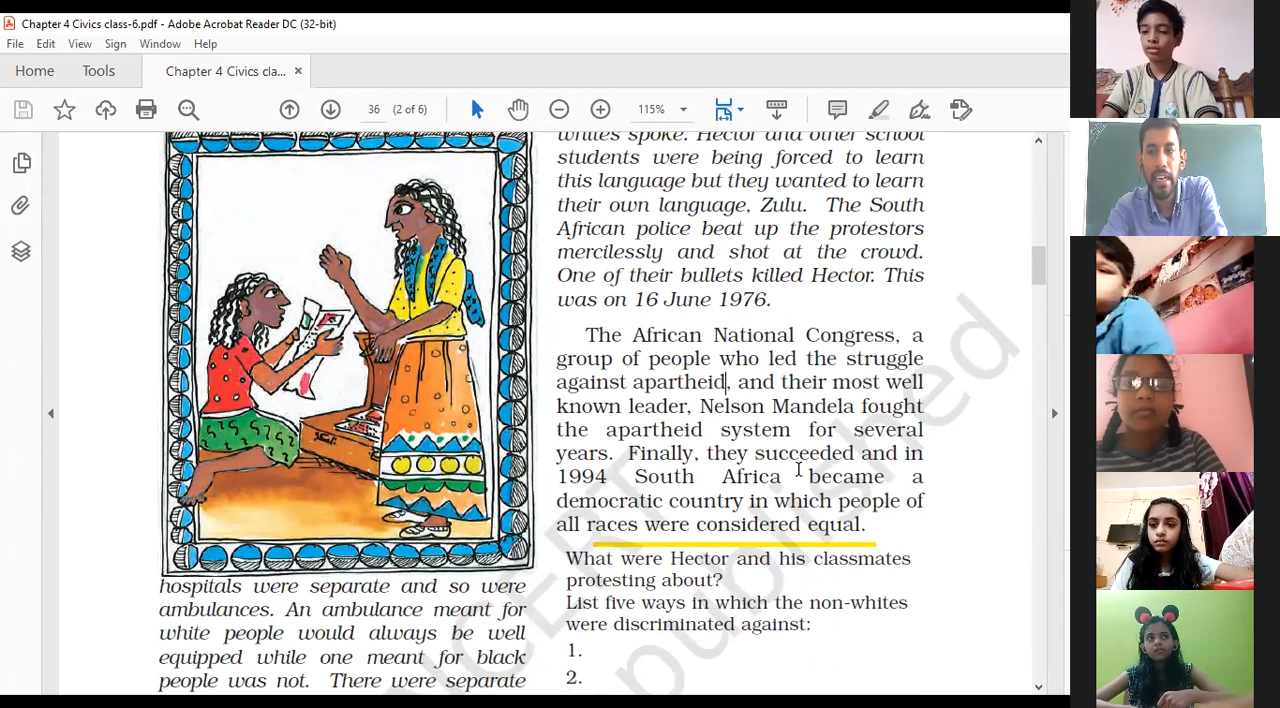 Chapter 4 Civics class-6.pdf - Adobe Acrobat Reader DC (32-bit)
File Edit View Sign Window Help
Home Tools Chapter 4 Civics cla... ×
36 (2 of 6) 115%
hospitals were separate and so were
ambulances. An ambulance meant for
white people would always be well
equipped while one meant for black
people was not. There were separate
whites spoke. Hector and other school
students were being forced to learn
this language but they wanted to learn
their own language, Zulu. The South
African police beat up the protestors
mercilessly and shot at the crowd.
One of their bullets killed Hector. This
was on 16 June 1976.
The African National Congress, a
group of people who led the struggle
against apartheid, and their most well
known leader, Nelson Mandela fought
the apartheid system for several
years. Finally, they succeeded and in
1994 South Africa became a
democratic country in which people of
all races were considered equal.
What were Hector and his classmates
protesting about?
List five ways in which the non-whites
were discriminated against:
1.
2.